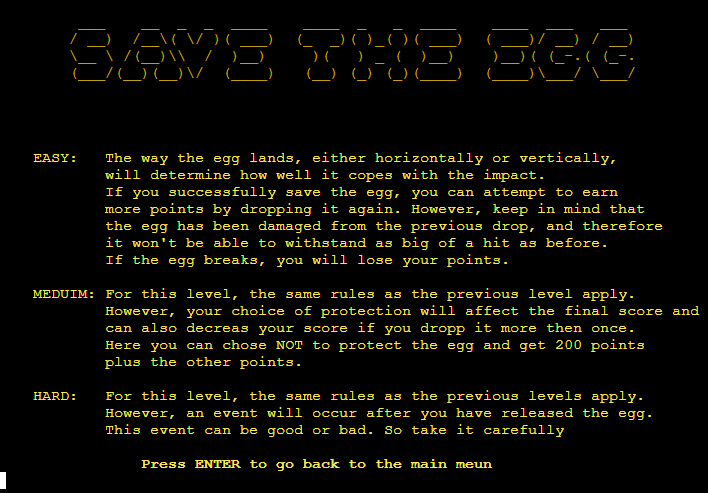 SAVE THE EGG
EASY: The way the egg lands, either horizontally or vertically,
will determine how well it copes with the impact.
If you successfully save the egg, you can attempt to earn
more points by dropping it again. However, keep in mind that
the egg has been damaged from the previous drop, and therefore
it won't be able to withstand as big of a hit as before.
If the egg breaks, you will lose your points.
MEDUIM: For this level, the same rules as the previous level apply.
However, your choice of protection will affect the final score and
can also decreas your score if you dropp it more then once.
Here you can chose NOT to protect the egg and get 200 points
plus the other points.
HARD: For this level, the same rules as the previous levels apply.
However, an event will occur after you have released the egg.
This event can be good or bad. So take it carefully
Press ENTER to go back to the main meun